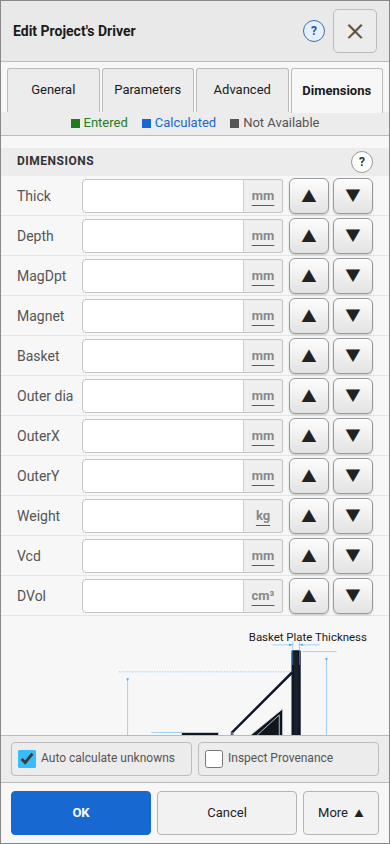 Edit Project's Driver ?
General Parameters Advanced Dimensions
Entered Calculated Not Available
DIMENSIONS ?
Thick mm
Depth mm
MagDpt mm
Magnet mm
Basket mm
Outer dia mm
OuterX mm
OuterY mm
Weight kg
Vcd mm
DVol cm³
Basket Plate Thickness
Auto calculate unknowns Inspect Provenance
OK Cancel More